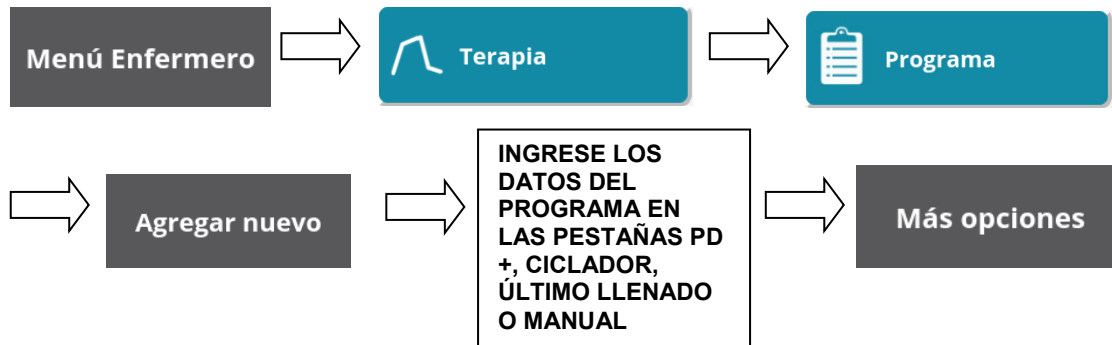 Menú Enfermero
Terapia
Programa
Agregar nuevo
INGRESE LOS
DATOS DEL
PROGRAMA EN
LAS PESTAÑAS PD
+, CICLADOR,
ÚLTIMO LLENADO
O MANUAL
Más opciones